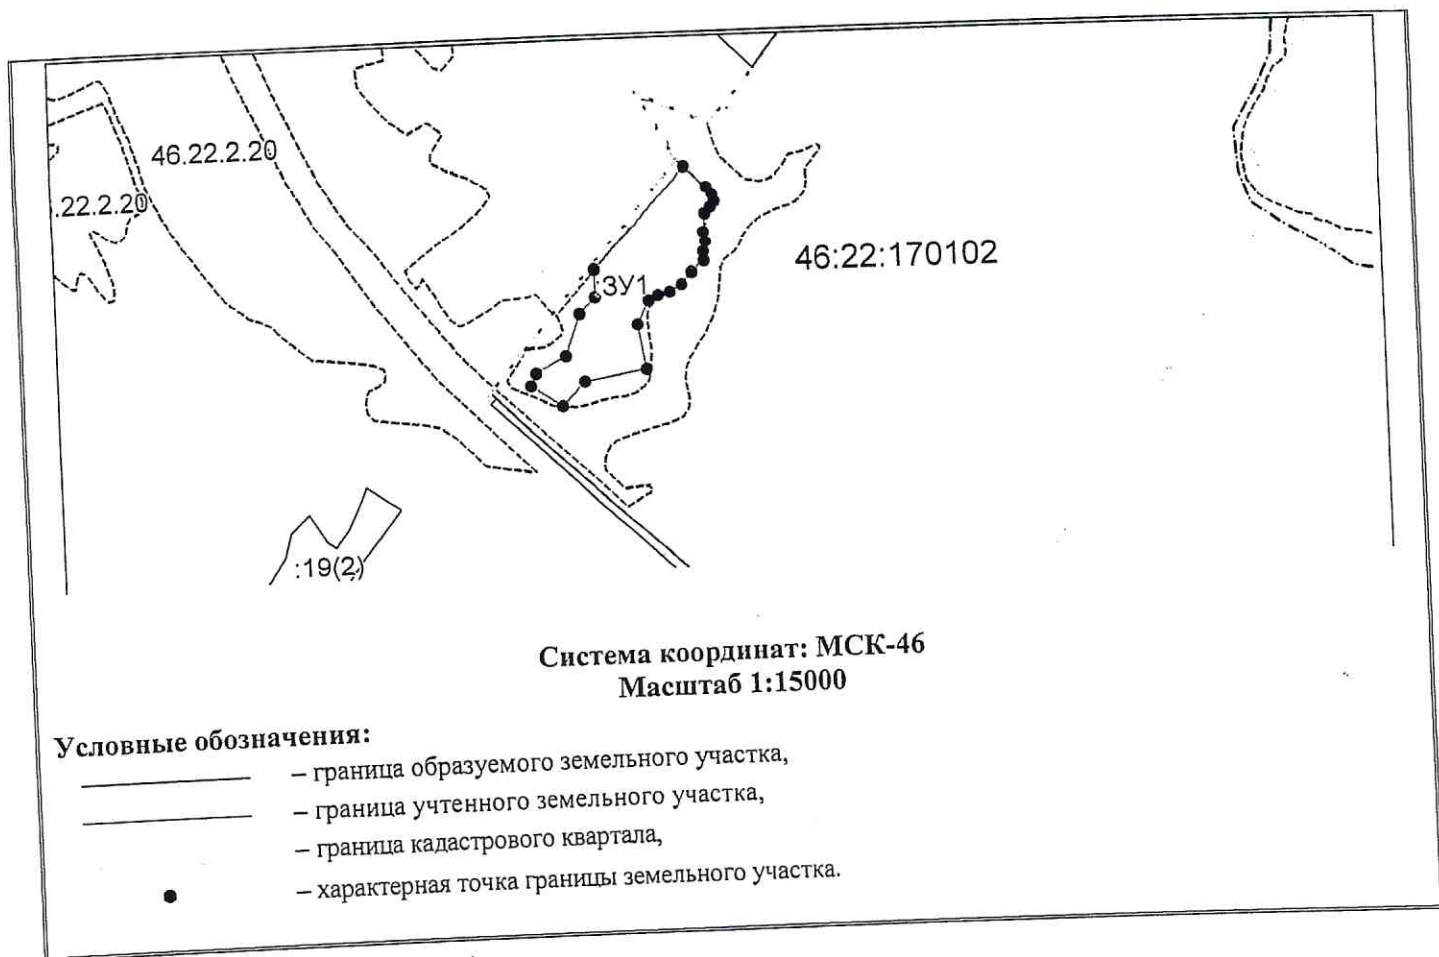 46.22.2.20
.22.2.20
46:22:170102
:ЗУ1
:19(2)
Система координат: МСК-46
Масштаб 1:15000
Условные обозначения:
– граница образуемого земельного участка,
– граница учтенного земельного участка,
– граница кадастрового квартала,
– характерная точка границы земельного участка.